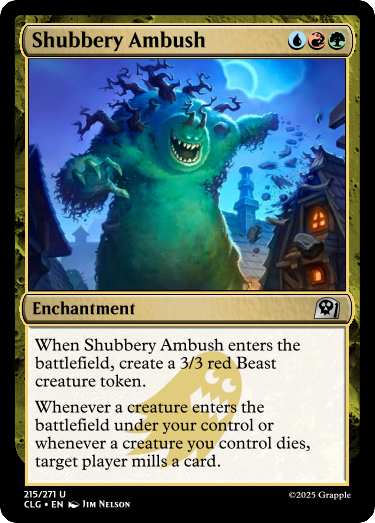 Shubbery Ambush
Enchantment
When Shubbery Ambush enters the
battlefield, create a 3/3 red Beast
creature token.
Whenever a creature enters the
battlefield under your control or
whenever a creature you control dies,
target player mills a card.
215/271 U
CLG • EN Jim Nelson
©2025 Grapple